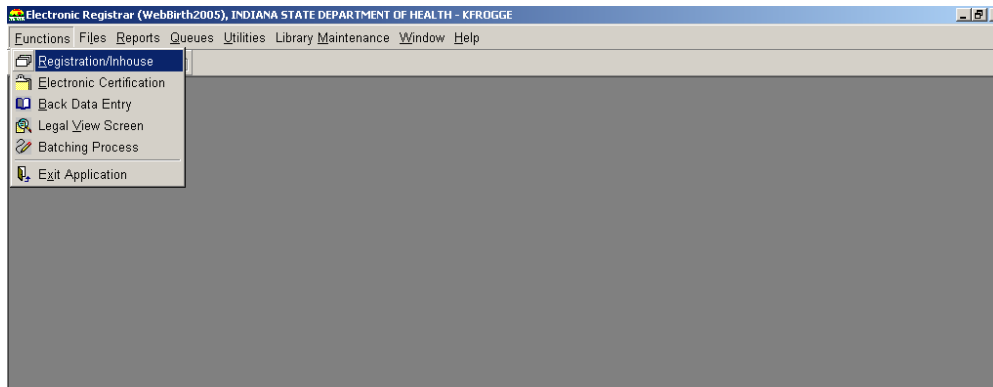 Electronic Registrar (WebBirth2005), INDIANA STATE DEPARTMENT OF HEALTH - KFROGGE
Functions Files Reports Queues Utilities Library Maintenance Window Help
Registration/Inhouse
Electronic Certification
Back Data Entry
Legal View Screen
Batching Process
Exit Application